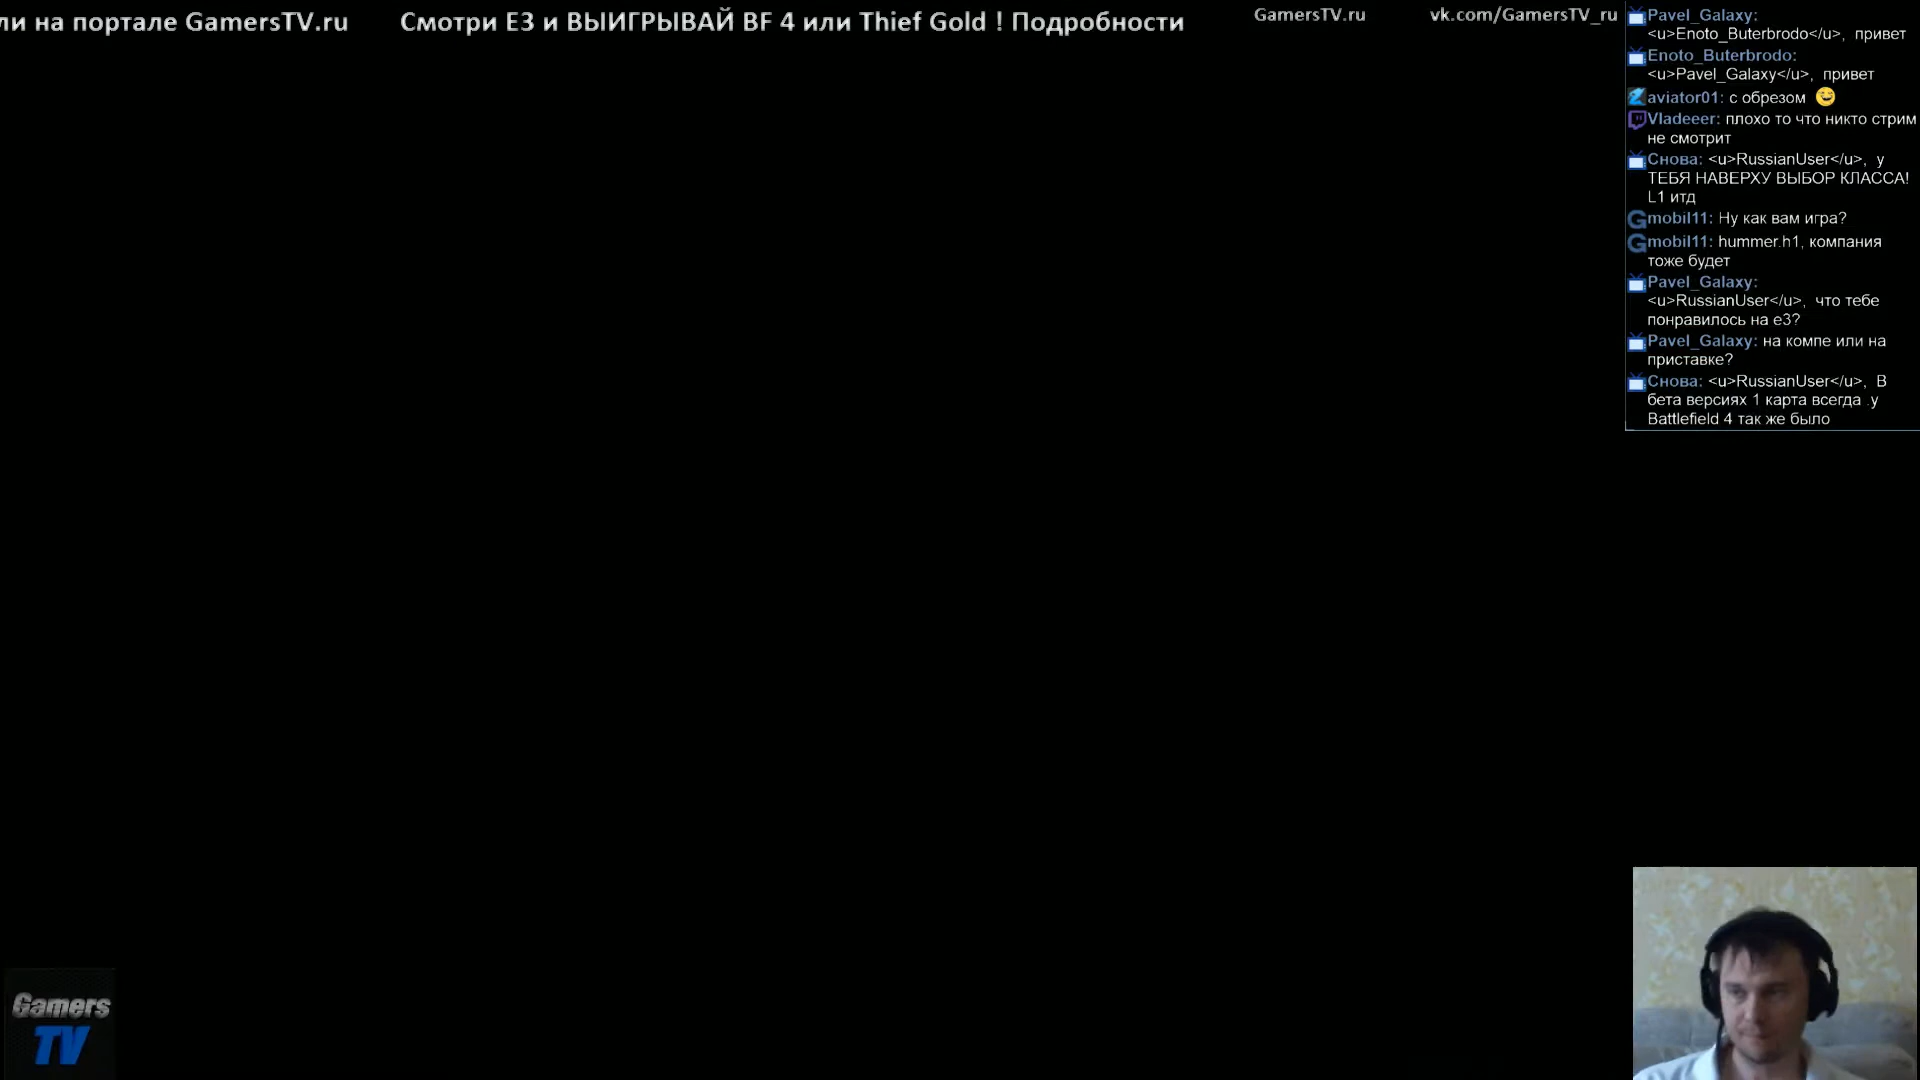 ли на портале GamersTV.ru Смотри E3 и ВЫИГРЫВАЙ BF 4 или Thief Gold ! Подробности
GamersTV.ru vk.com/GamersTV_ru
Pavel_Galaxy:
<u>Enoto_Buterbrodo</u>, привет
Enoto_Buterbrodo:
<u>Pavel_Galaxy</u>, привет
aviator01: с обрезом
Vladeeer: плохо то что никто стрим
не смотрит
Снова: <u>RussianUser</u>, у
ТЕБЯ НАВЕРХУ ВЫБОР КЛАССА!
L1 итд
mobil11: Ну как вам игра?
mobil11: hummer.h1, компания
тоже будет
Pavel_Galaxy:
<u>RussianUser</u>, что тебе
понравилось на е3?
Pavel_Galaxy: на компе или на
приставке?
Снова: <u>RussianUser</u>, В
бета версиях 1 карта всегда .у
Battlefield 4 так же было
Gamers
TV